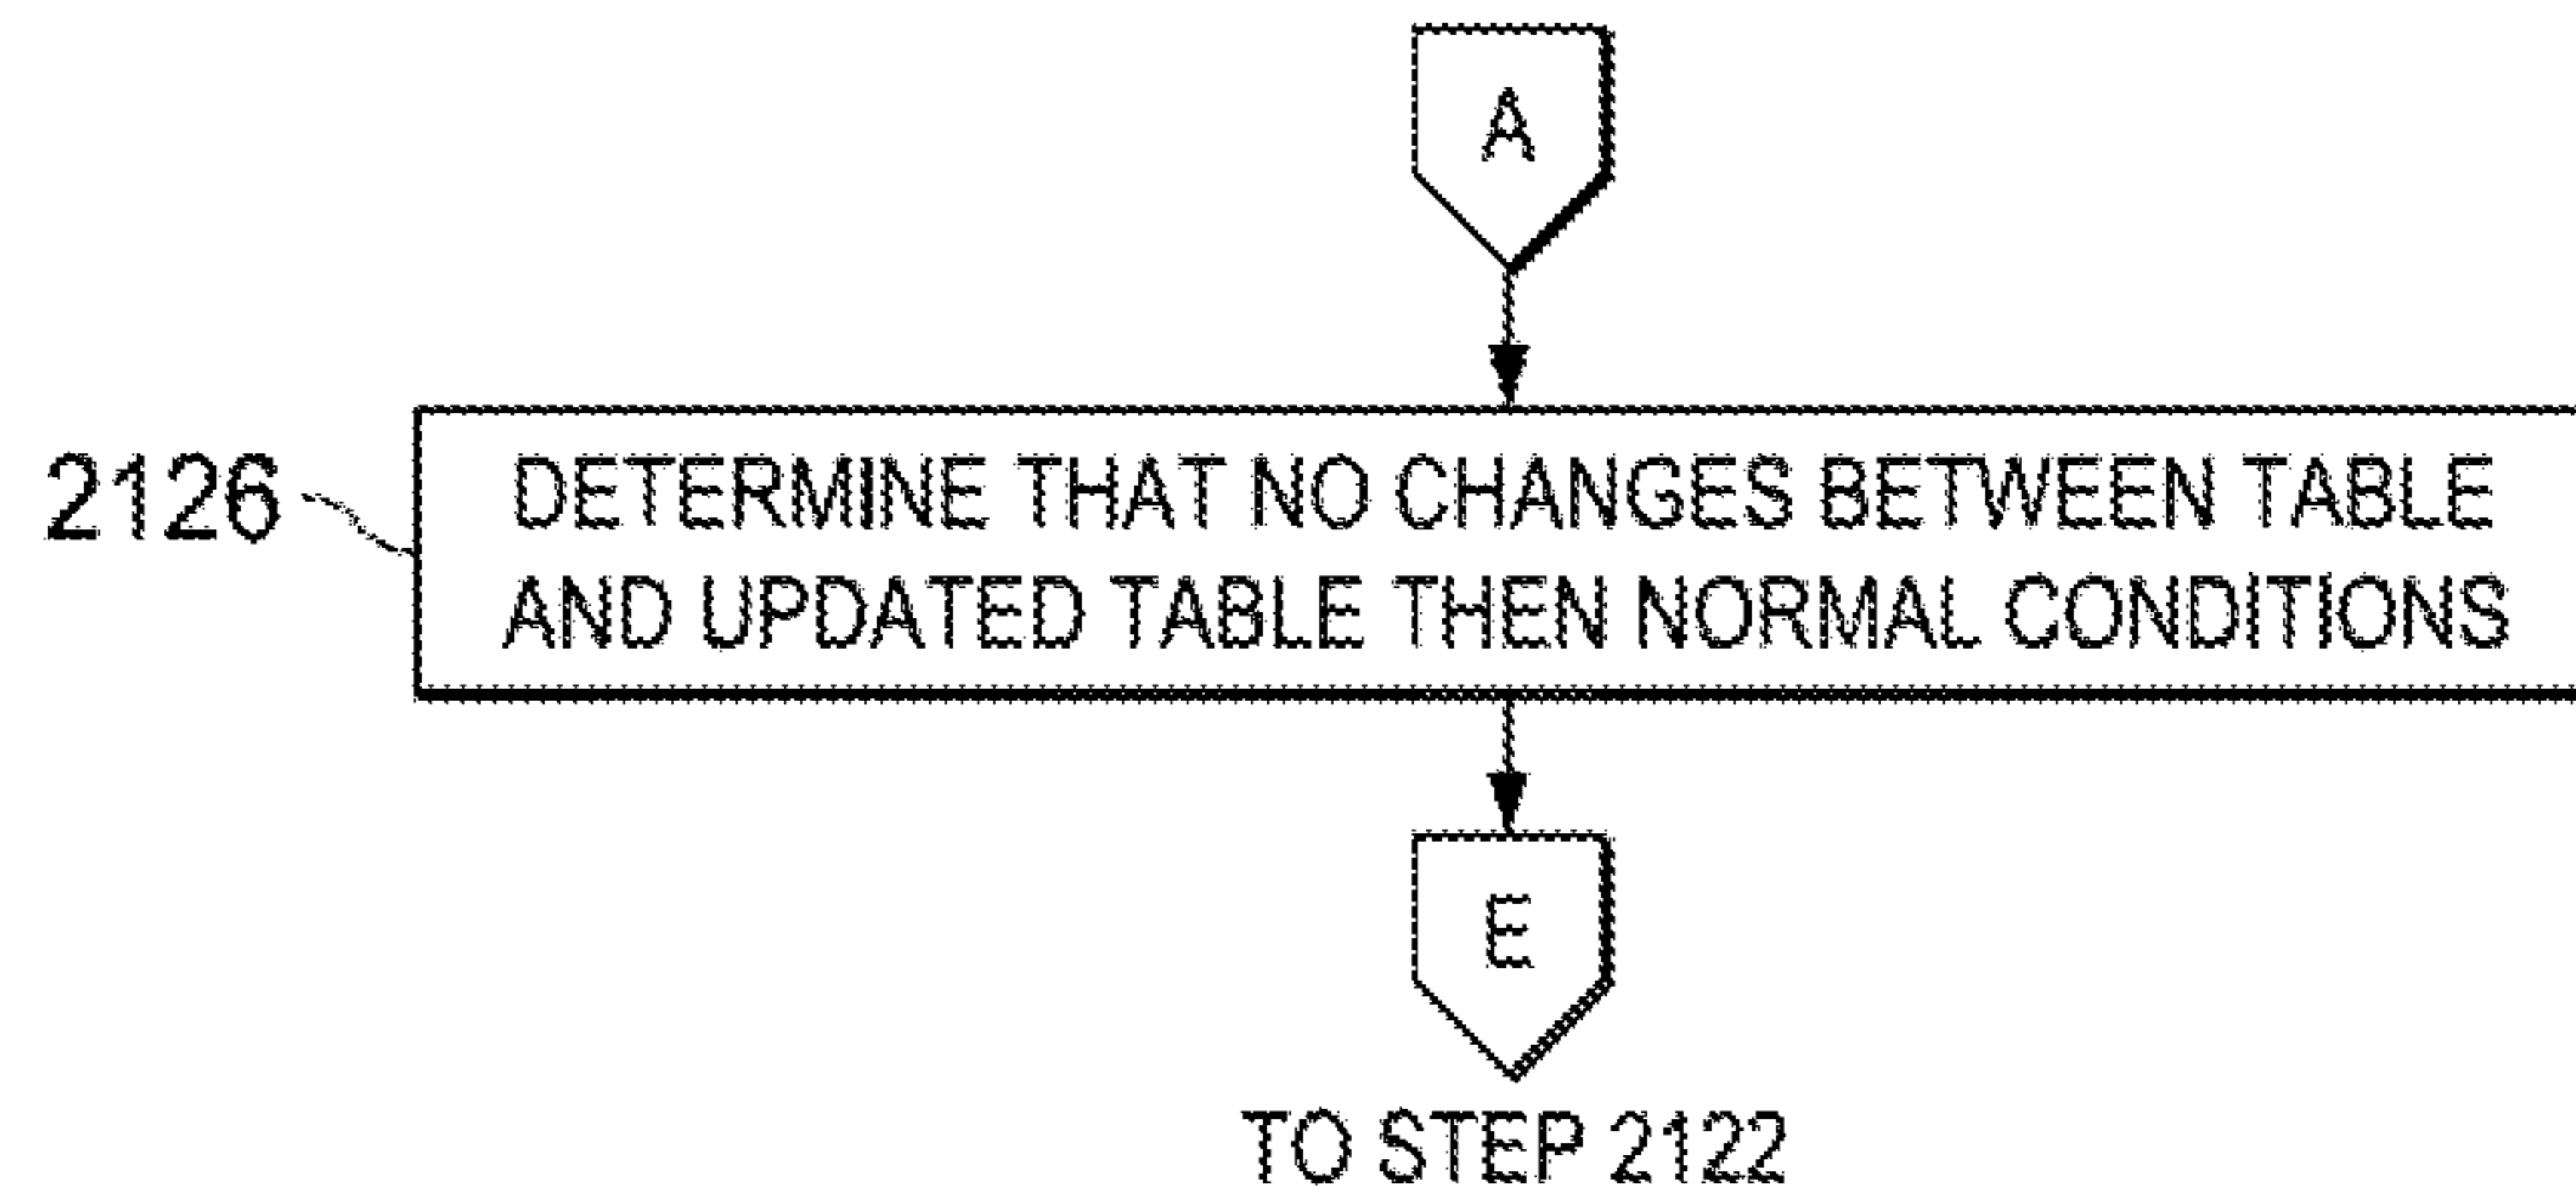 A
2126
DETERMINE THAT NO CHANGES BETWEEN TABLE
AND UPDATED TABLE THEN NORMAL CONDITIONS
E
TO STEP 2122